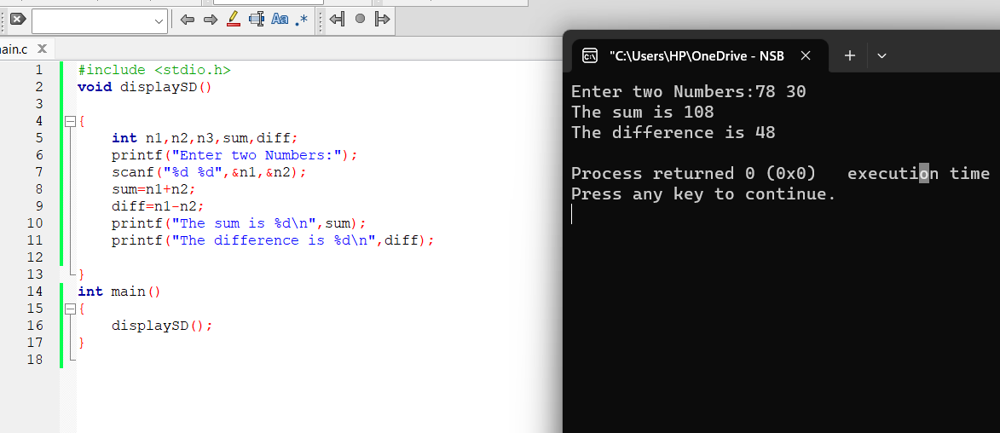 Aa .*
ain.c X
1 #include <stdio.h>
2 void displaySD()
3
4 {
5 int n1,n2,n3,sum,diff;
6 printf("Enter two Numbers:");
7 scanf("%d %d",&n1,&n2);
8 sum=n1+n2;
9 diff=n1-n2;
10 printf("The sum is %d\n",sum);
11 printf("The difference is %d\n",diff);
12
13 }
14 int main()
15 {
16 displaySD();
17 }
18
"C:\Users\HP\OneDrive - NSB
Enter two Numbers:78 30
The sum is 108
The difference is 48
Process returned 0 (0x0) execution time
Press any key to continue.